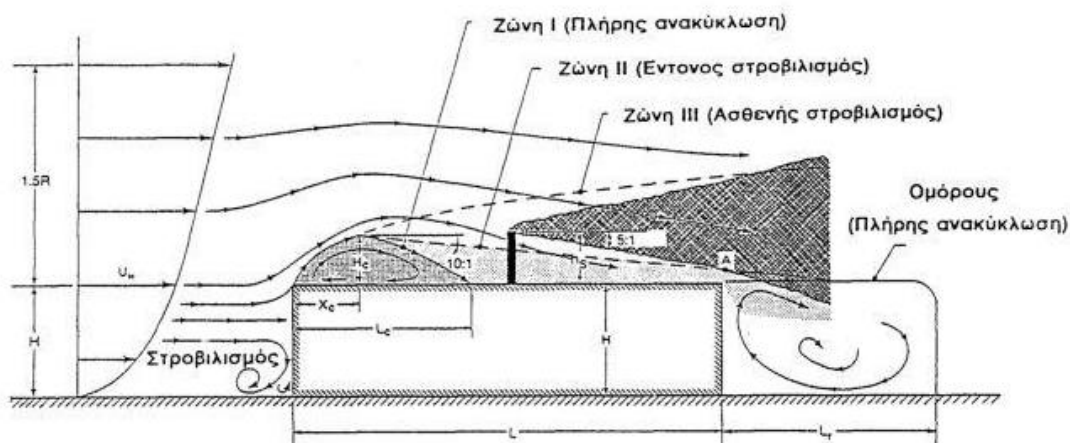 Ζώνη I (Πλήρης ανακύκλωση)
Ζώνη II (Έντονος στροβιλισμός)
Ζώνη III (Ασθενής στροβιλισμός)
Ομόρους
(Πλήρης ανακύκλωση)
1.5R
5:1
A
Hc
10:1
UH
Xc
Lc
H
H
Στροβιλισμός
L
Lr